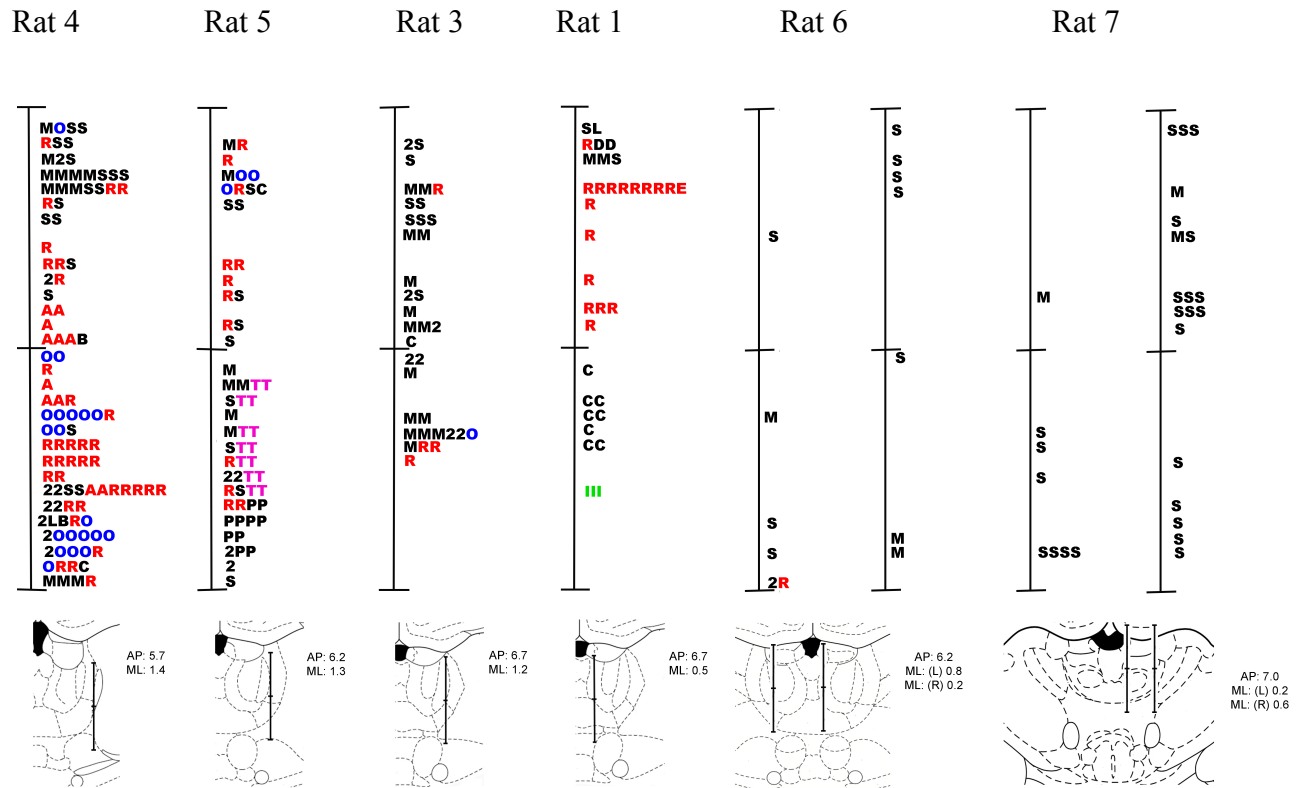 Rat 4
MOSS
RSS
M2S
MMMMSSS
MMMSSRR
RS
SS
R
RRS
2R
S
AA
A
AAAB
OO
R
A
AAR
OOOOOR
OOS
RRRRR
RRRRR
RR
22SSAARRRRR
22RR
2LBRO
2OOOOO
2OOOR
ORRC
MMMR
AP: 5.7
ML: 1.4
Rat 5
MR
R
MOO
ORSC
SS
RR
R
RS
RS
S
M
MMTT
STT
M
MTT
STT
RTT
22TT
RSTT
RRPP
PPPP
PP
2PP
2
S
AP: 6.2
ML: 1.3
Rat 3
2S
S
MMR
SS
SSS
MM
M
2S
M
MM2
C
22
M
MM
MMM22O
MRR
R
AP: 6.7
ML: 1.2
Rat 1
SL
RDD
MMS
RRRRRRRRRE
R
R
R
RRR
R
C
CC
CC
C
CC
III
AP: 6.7
ML: 0.5
Rat 6
S
M
S
S
2R
S
S
S
S
S
M
M
AP: 6.2
ML: (L) 0.8
ML: (R) 0.2
Rat 7
M
S
S
S
SSSS
SSS
M
S
MS
SSS
SSS
S
S
S
S
S
S
AP: 7.0
ML: (L) 0.2
ML: (R) 0.6